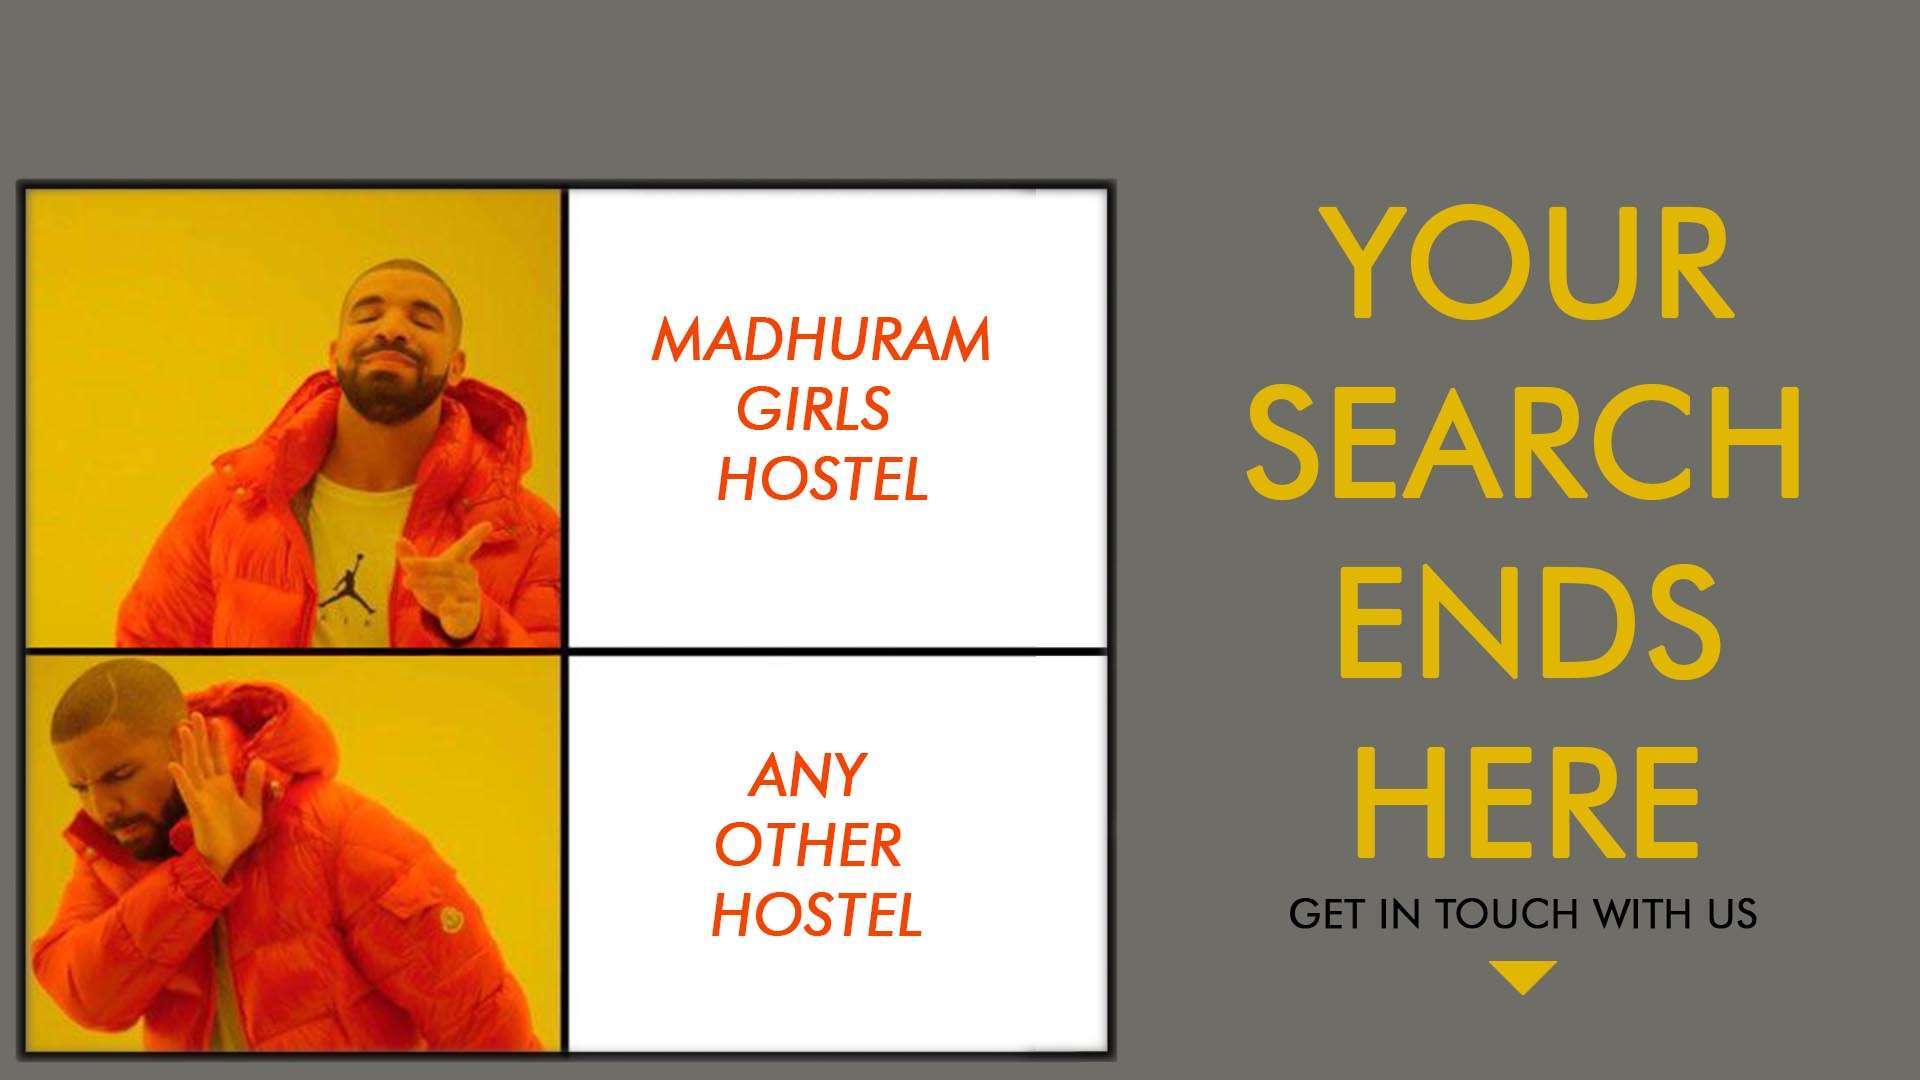 MADHURAM
GIRLS
HOSTEL
ANY
OTHER
HOSTEL
YOUR
SEARCH
ENDS
HERE
GET IN TOUCH WITH US